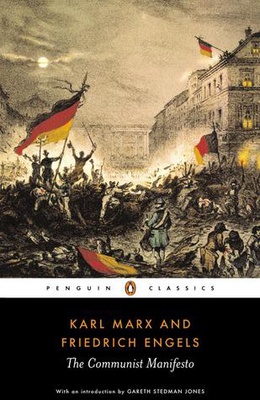 PENGUIN CLASSICS
KARL MARX AND
FRIEDRICH ENGELS
The Communist Manifesto
With an introduction by GARETH STEDMAN JONES